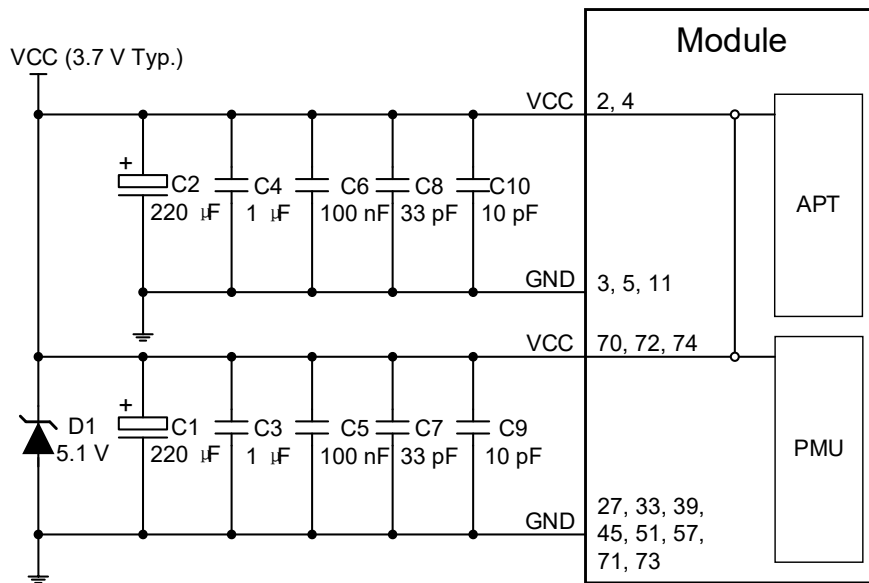 Module
VCC (3.7 V Typ.)
VCC 2, 4
+
C2 C4 C6 C8 C10
220 μF 1 μF 100 nF 33 pF 10 pF
APT
GND 3, 5, 11
VCC 70, 72, 74
+
D1 C1 C3 C5 C7 C9
5.1 V 220 μF 1 μF 100 nF 33 pF 10 pF
PMU
GND 27, 33, 39,
45, 51, 57,
71, 73